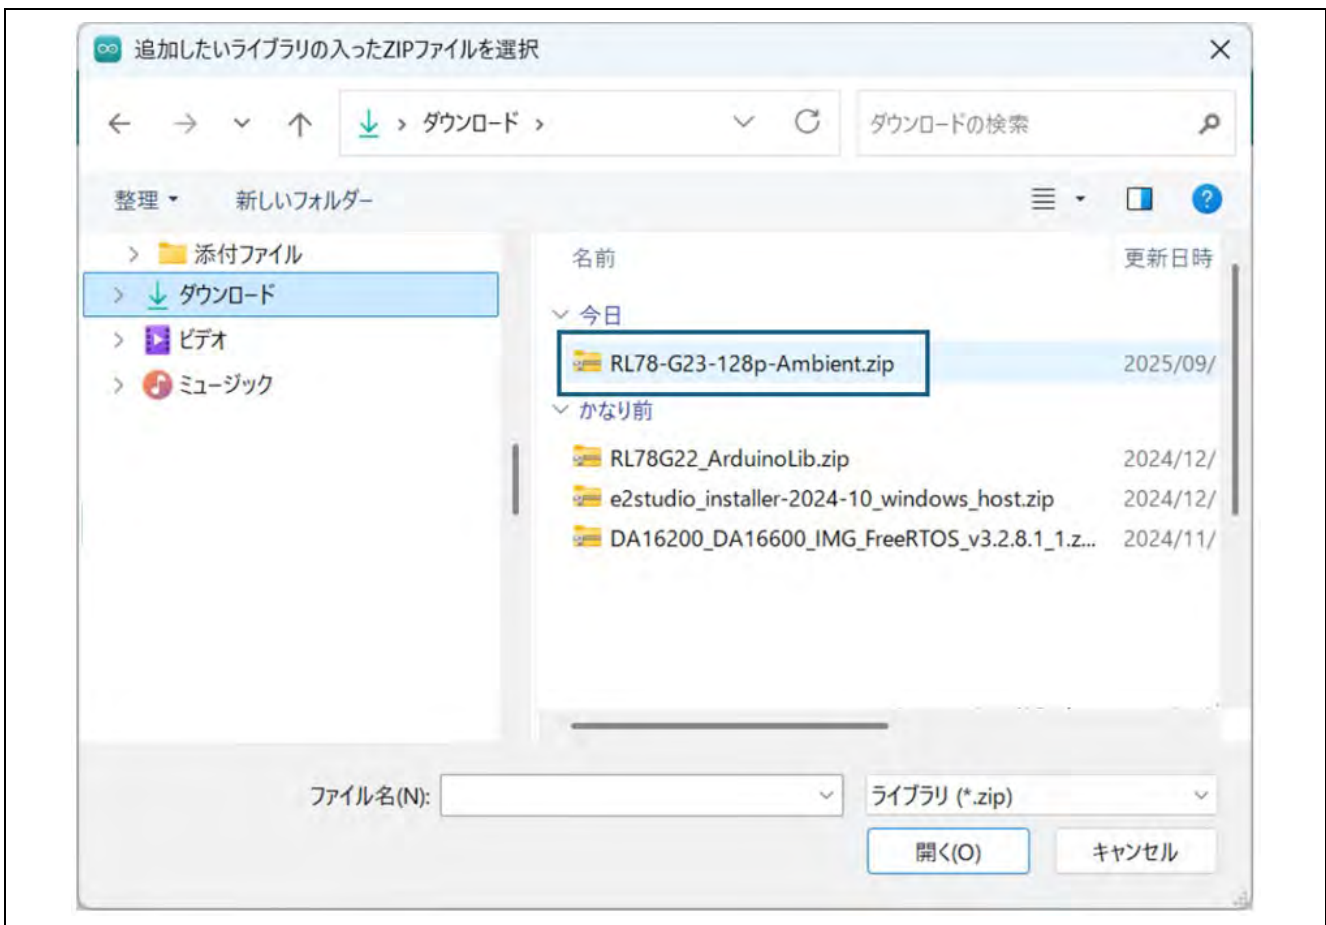 追加したいライブラリの入ったZIPファイルを選択
ダウンロード
ダウンロードの検索
整理
新しいフォルダー
添付ファイル
ダウンロード
ビデオ
ミュージック
名前 更新日時
今日
RL78-G23-128p-Ambient.zip 2025/09/
かなり前
RL78G22_ArduinoLib.zip 2024/12/
e2studio_installer-2024-10_windows_host.zip 2024/12/
DA16200_DA16600_IMG_FreeRTOS_v3.2.8.1_1.z... 2024/11/
ファイル名(N):
ライブラリ (*.zip)
開く(O)
キャンセル